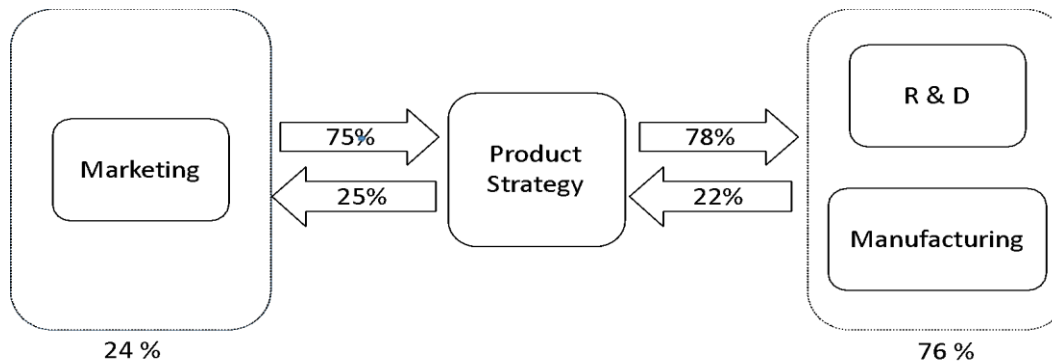 R & D
75%
78%
Marketing
Product
Strategy
25%
22%
Manufacturing
24 %
76 %